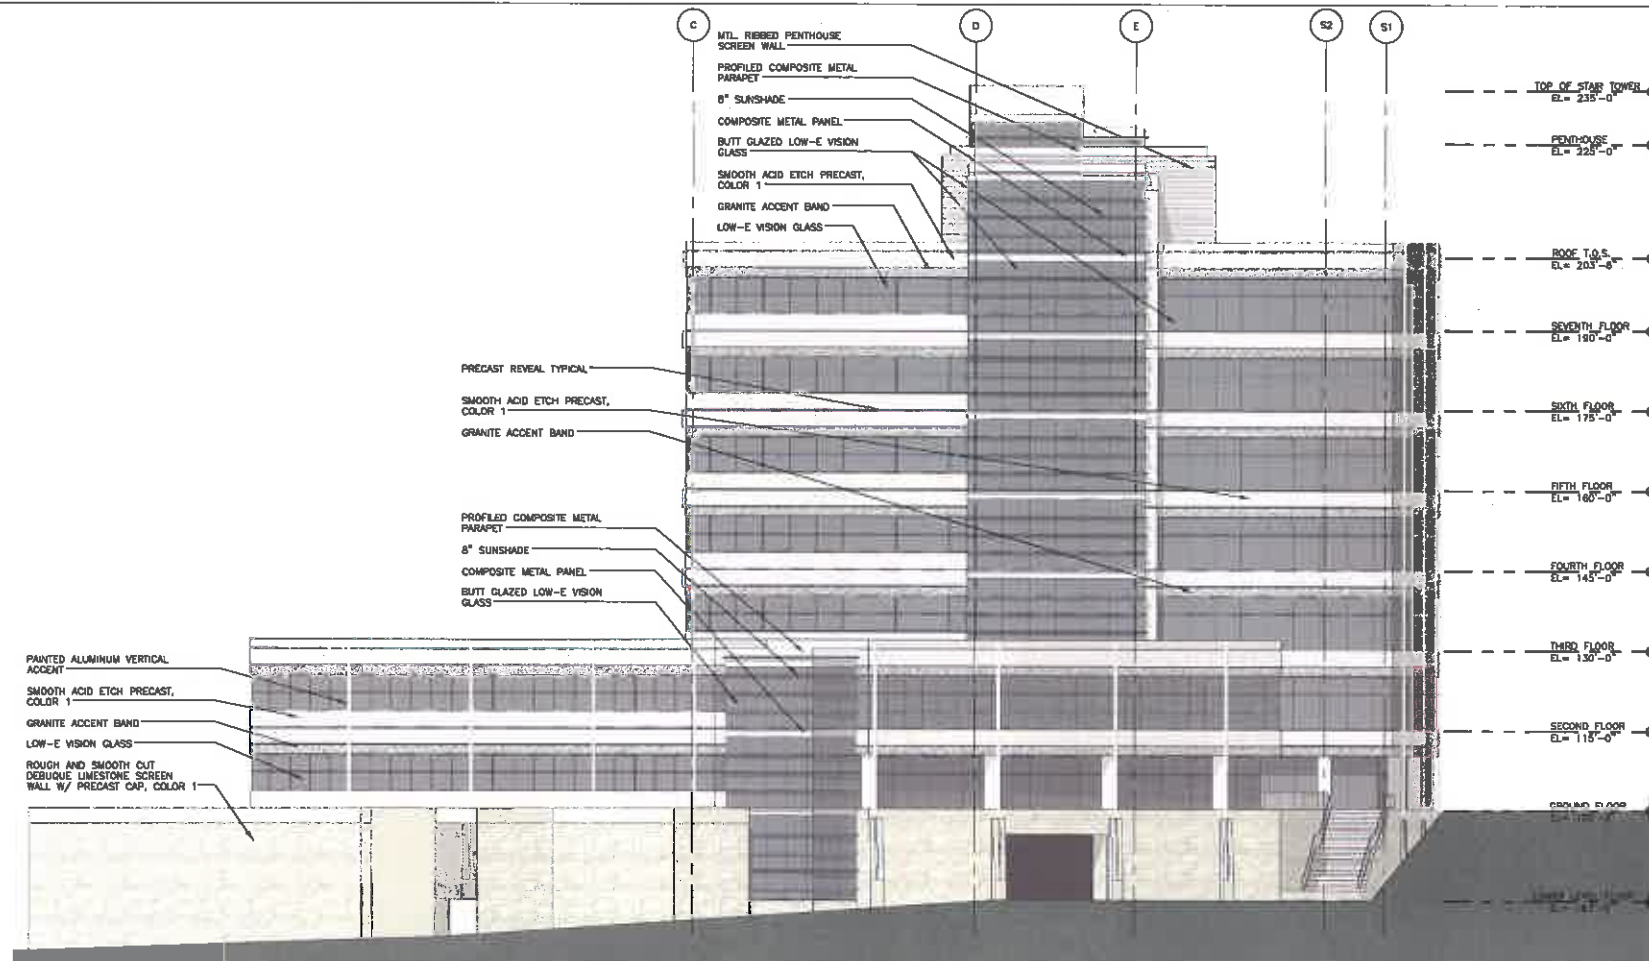 C
D
E
S2
S1
MTL. RIBBED PENTHOUSE
SCREEN WALL
PROFILED COMPOSITE METAL
PARAPET
8" SUNSHADE
COMPOSITE METAL PANEL
BUTT GLAZED LOW-E VISION
GLASS
SMOOTH ACID ETCH PRECAST,
COLOR 1
GRANITE ACCENT BAND
LOW-E VISION GLASS
PRECAST REVEAL TYPICAL
SMOOTH ACID ETCH PRECAST,
COLOR 1
GRANITE ACCENT BAND
PROFILED COMPOSITE METAL
PARAPET
8" SUNSHADE
COMPOSITE METAL PANEL
BUTT GLAZED LOW-E VISION
GLASS
PAINTED ALUMINUM VERTICAL
ACCENT
SMOOTH ACID ETCH PRECAST,
COLOR 1
GRANITE ACCENT BAND
LOW-E VISION GLASS
ROUGH AND SMOOTH CUT
DEBUQUE LIMESTONE SCREEN
WALL W/ PRECAST CAP, COLOR 1
TOP OF STAIR TOWER
EL= 235'-0"
PENTHOUSE
EL= 225'-0"
ROOF T.O.S.
EL= 203'-8"
SEVENTH FLOOR
EL= 190'-0"
SIXTH FLOOR
EL= 175'-0"
FIFTH FLOOR
EL= 160'-0"
FOURTH FLOOR
EL= 145'-0"
THIRD FLOOR
EL= 130'-0"
SECOND FLOOR
EL= 115'-0"
GROUND FLOOR